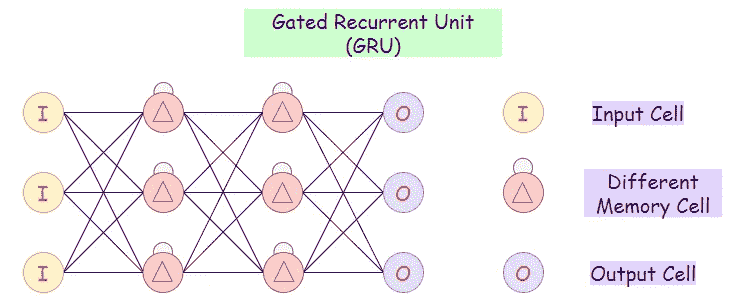 Gated Recurrent Unit
(GRU)
I O I Input Cell
I O Different
Memory Cell
I O O Output Cell